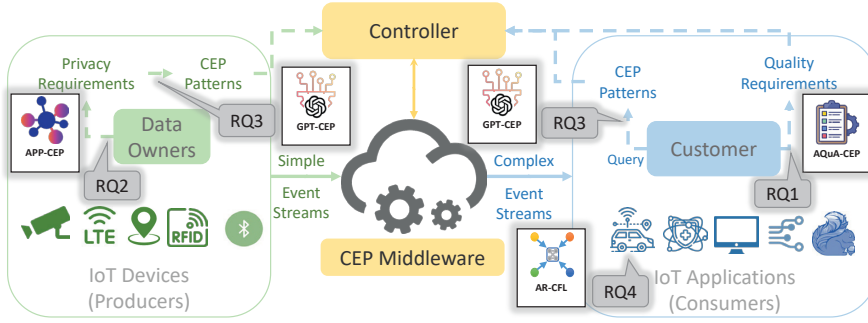 Controller
Privacy
Requirements
CEP
Patterns
RQ3
GPT-CEP
APP-CEP
Data
Owners
RQ2
Simple
Event
Streams
LTE
RFID
IoT Devices
(Producers)
CEP Middleware
GPT-CEP
RQ3
CEP
Patterns
Quality
Requirements
Query
Customer
AQuA-CEP
RQ1
Complex
Event
Streams
AR-CFL
RQ4
IoT Applications
(Consumers)